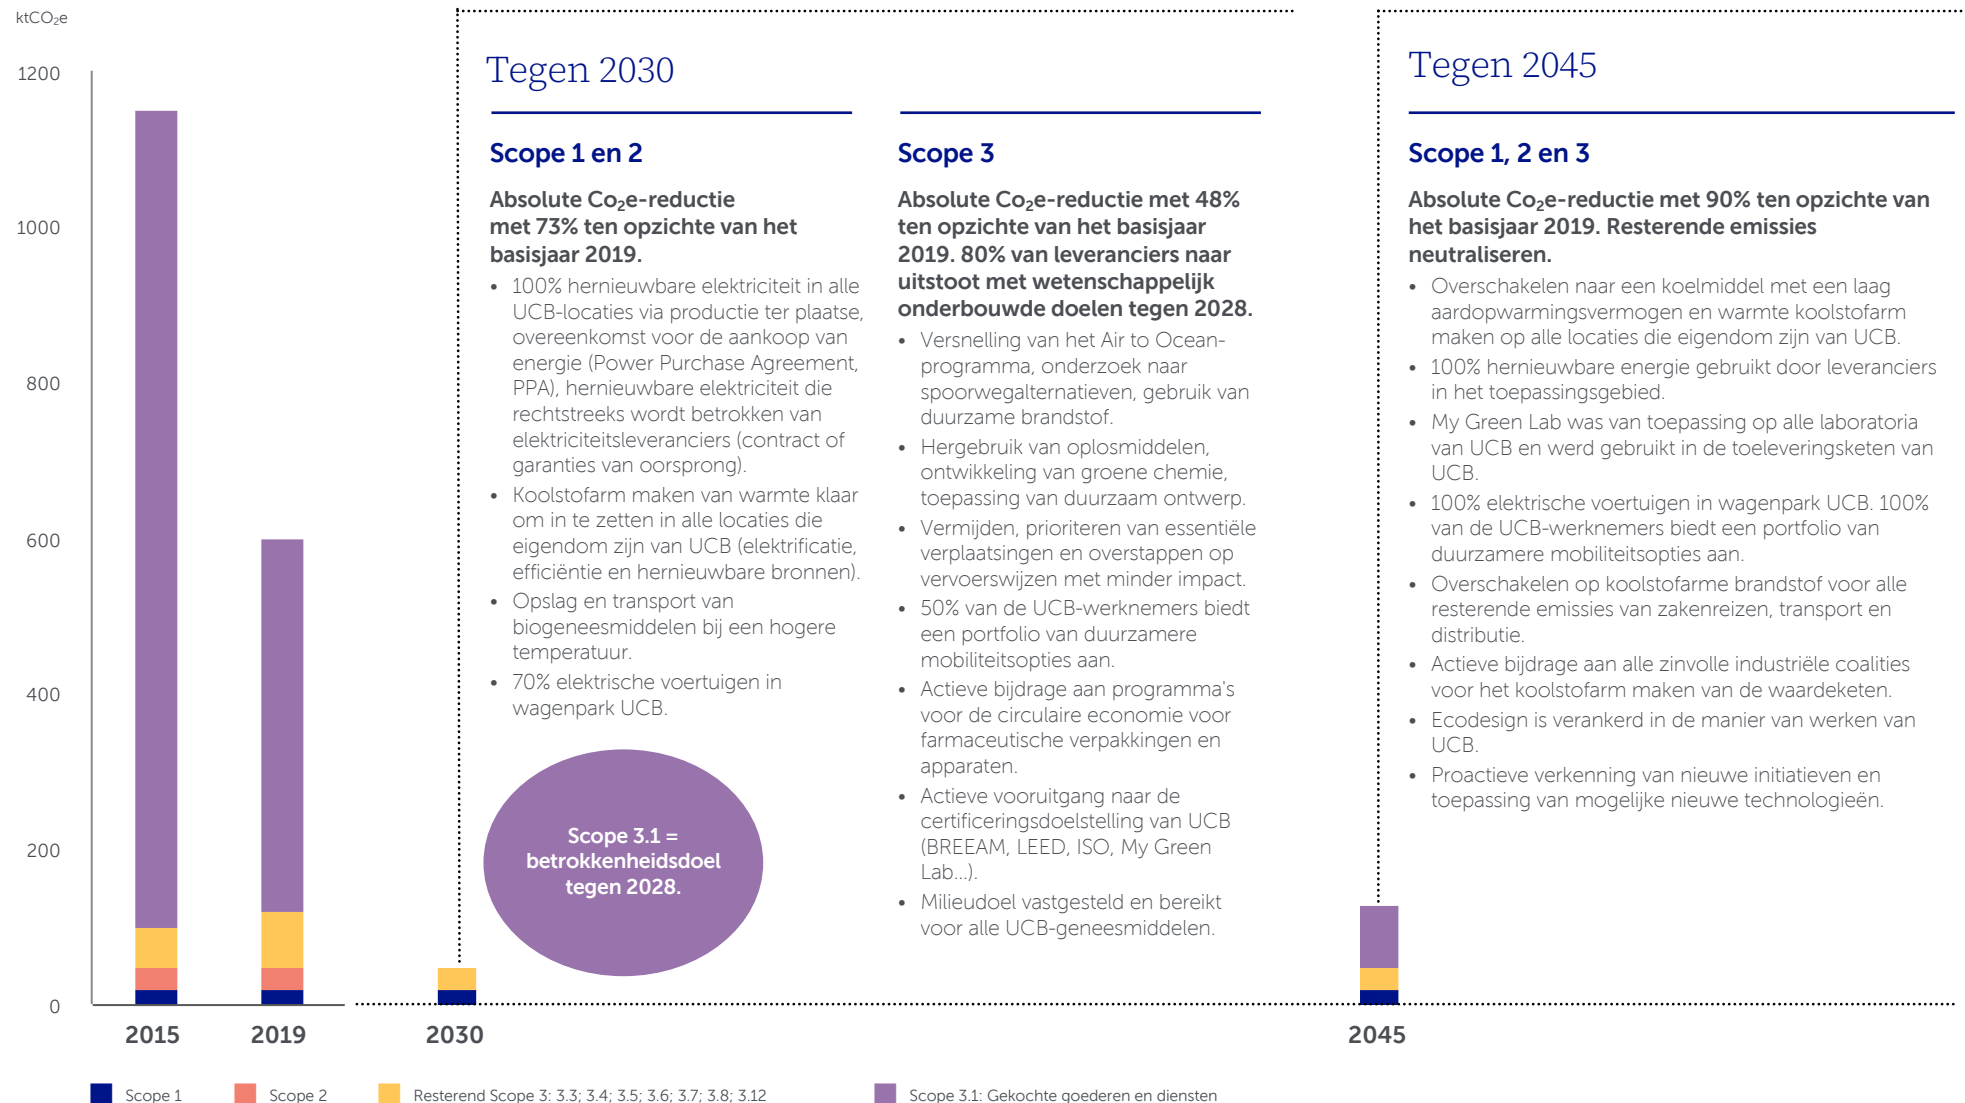 ktCO₂e
1200
1000
800
600
400
200
0
2015
2019
2030
2045
Tegen 2030
Scope 1 en 2
Absolute Co₂e-reductie
met 73% ten opzichte van het
basisjaar 2019.
• 100% hernieuwbare elektriciteit in alle
UCB-locaties via productie ter plaatse,
overeenkomst voor de aankoop van
energie (Power Purchase Agreement,
PPA), hernieuwbare elektriciteit die
rechtstreeks wordt betrokken van
elektriciteitsleveranciers (contract of
garanties van oorsprong).
• Koolstofarm maken van warmte klaar
om in te zetten in alle locaties die
eigendom zijn van UCB (elektrificatie,
efficiëntie en hernieuwbare bronnen).
• Opslag en transport van
biogeneesmiddelen bij een hogere
temperatuur.
• 70% elektrische voertuigen in
wagenpark UCB.
Scope 3.1 =
betrokkenheidsdoel
tegen 2028.
Scope 3
Absolute Co₂e-reductie met 48%
ten opzichte van het basisjaar
2019. 80% van leveranciers naar
uitstoot met wetenschappelijk
onderbouwde doelen tegen 2028.
• Versnelling van het Air to Ocean-
programma, onderzoek naar
spoorwegalternatieven, gebruik van
duurzame brandstof.
• Hergebruik van oplosmiddelen,
ontwikkeling van groene chemie,
toepassing van duurzaam ontwerp.
• Vermijden, prioriteren van essentiële
verplaatsingen en overstappen op
vervoerswijzen met minder impact.
• 50% van de UCB-werknemers biedt
een portfolio van duurzamere
mobiliteitsopties aan.
• Actieve bijdrage aan programma's
voor de circulaire economie voor
farmaceutische verpakkingen en
apparaten.
• Actieve vooruitgang naar de
certificeringsdoelstelling van UCB
(BREEAM, LEED, ISO, My Green
Lab...).
• Milieudoel vastgesteld en bereikt
voor alle UCB-geneesmiddelen.
Tegen 2045
Scope 1, 2 en 3
Absolute Co₂e-reductie met 90% ten opzichte van
het basisjaar 2019. Resterende emissies
neutraliseren.
• Overschakelen naar een koelmiddel met een laag
aardopwarmingsvermogen en warmte koolstofarm
maken op alle locaties die eigendom zijn van UCB.
• 100% hernieuwbare energie gebruikt door leveranciers
in het toepassingsgebied.
• My Green Lab was van toepassing op alle laboratoria
van UCB en werd gebruikt in de toeleveringsketen van
UCB.
• 100% elektrische voertuigen in wagenpark UCB. 100%
van de UCB-werknemers biedt een portfolio van
duurzamere mobiliteitsopties aan.
• Overschakelen op koolstofarme brandstof voor alle
resterende emissies van zakenreizen, transport en
distributie.
• Actieve bijdrage aan alle zinvolle industriële coalities
voor het koolstofarm maken van de waardeketen.
• Ecodesign is verankerd in de manier van werken van
UCB.
• Proactieve verkenning van nieuwe initiatieven en
toepassing van mogelijke nieuwe technologieën.
Scope 1
Scope 2
Resterend Scope 3: 3.3; 3.4; 3.5; 3.6; 3.7; 3.8; 3.12
Scope 3.1: Gekochte goederen en diensten